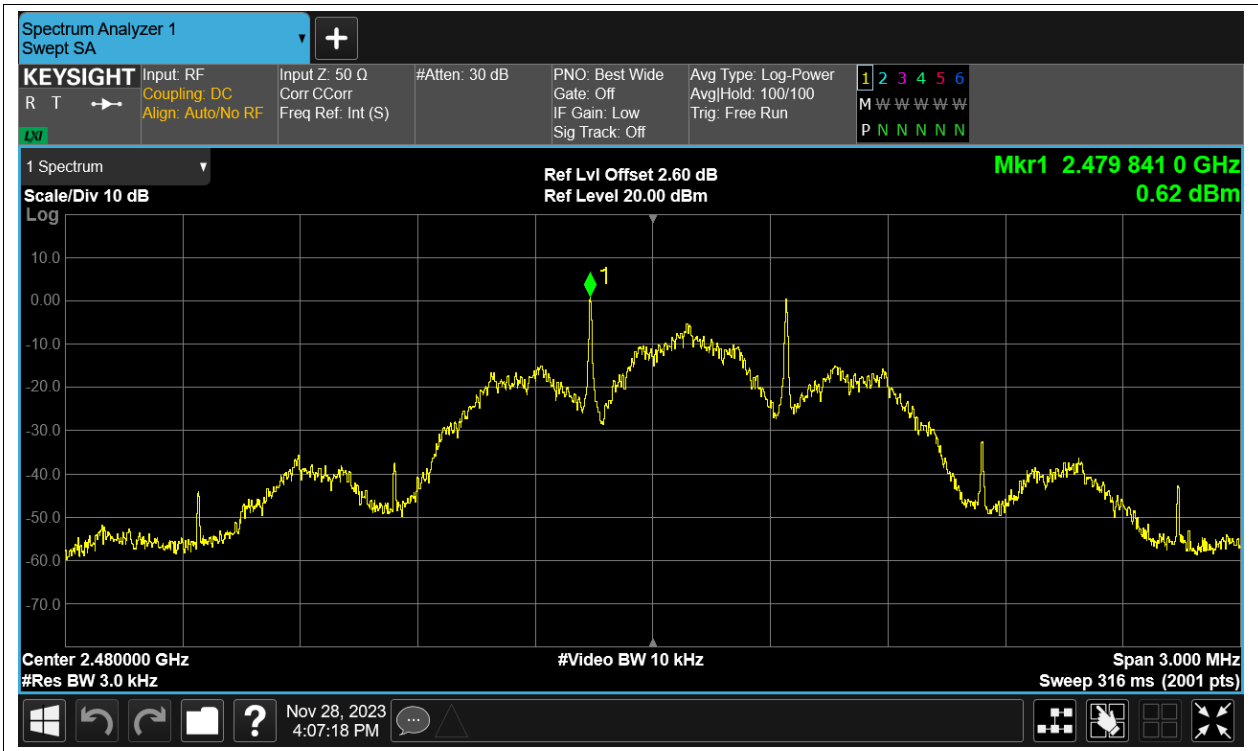 Spectrum Analyzer 1
Swept SA
KEYSIGHT
R T
LXI
Input: RF
Coupling: DC
Align: Auto/No RF
Input Z: 50 Ω
Corr CCorr
Freq Ref: Int (S)
#Atten: 30 dB
PNO: Best Wide
Gate: Off
IF Gain: Low
Sig Track: Off
Avg Type: Log-Power
Avg|Hold: 100/100
Trig: Free Run
1 2 3 4 5 6
M W W W W W
P N N N N N
1 Spectrum
Scale/Div 10 dB
Log
Ref Lvl Offset 2.60 dB
Ref Level 20.00 dBm
Mkr1 2.479 841 0 GHz
0.62 dBm
1
10.0
0.00
-10.0
-20.0
-30.0
-40.0
-50.0
-60.0
-70.0
Center 2.480000 GHz
#Res BW 3.0 kHz
#Video BW 10 kHz
Span 3.000 MHz
Sweep 316 ms (2001 pts)
?
Nov 28, 2023
4:07:18 PM